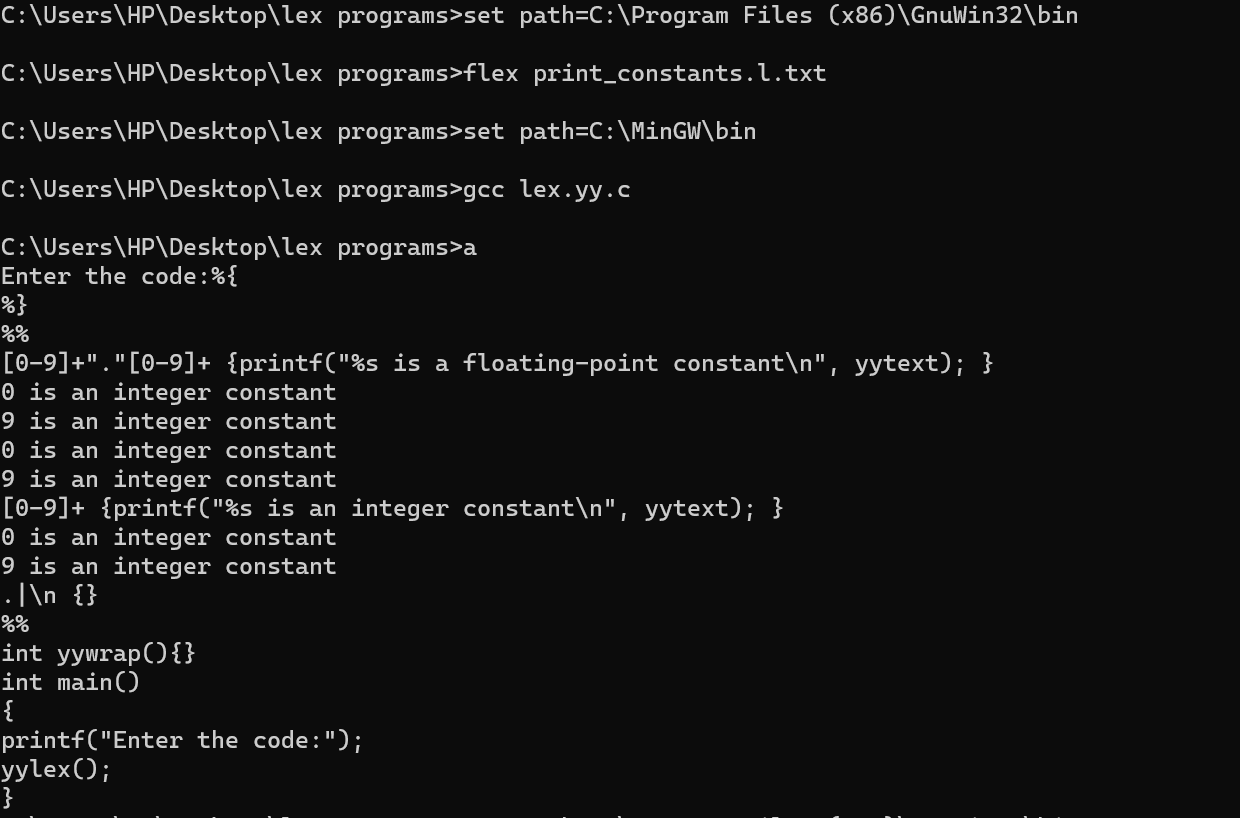 C:\Users\HP\Desktop\lex programs>set path=C:\Program Files (x86)\GnuWin32\bin
C:\Users\HP\Desktop\lex programs>flex print_constants.l.txt
C:\Users\HP\Desktop\lex programs>set path=C:\MinGW\bin
C:\Users\HP\Desktop\lex programs>gcc lex.yy.c
C:\Users\HP\Desktop\lex programs>a
Enter the code:%{
%}
%%
[0-9]+"."[0-9]+ {printf("%s is a floating-point constant\n", yytext); }
0 is an integer constant
9 is an integer constant
0 is an integer constant
9 is an integer constant
[0-9]+ {printf("%s is an integer constant\n", yytext); }
0 is an integer constant
9 is an integer constant
.|\n {}
%%
int yywrap(){}
int main()
{
printf("Enter the code:");
yylex();
}